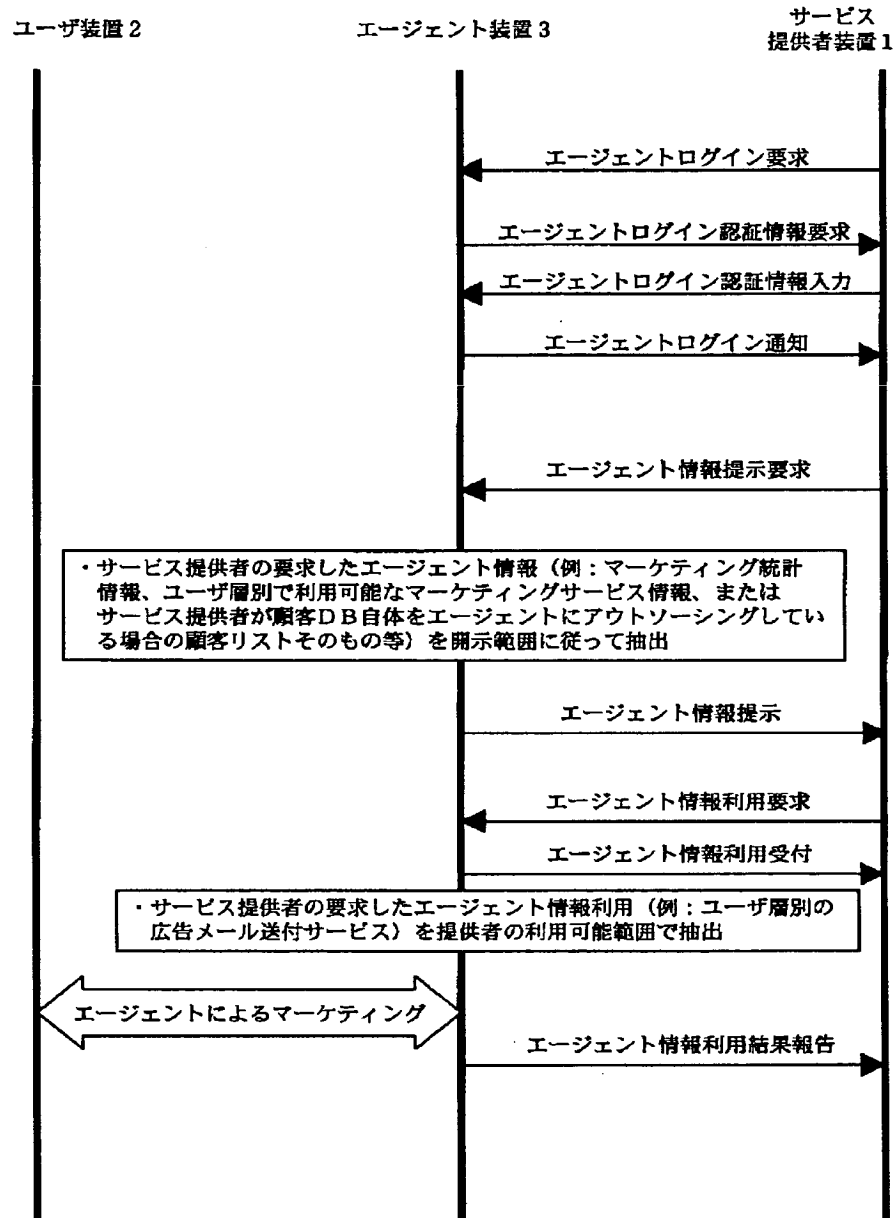 ユーザ装置2
エージェント装置3
サービス
提供者装置1
エージェントログイン要求
エージェントログイン認証情報要求
エージェントログイン認証情報入力
エージェントログイン通知
エージェント情報提示要求
・サービス提供者の要求したエージェント情報（例：マーケティング統計
情報、ユーザ層別で利用可能なマーケティングサービス情報、または
サービス提供者が顧客DB自体をエージェントにアウトソーシングしてい
る場合の顧客リストそのもの等）を開示範囲に従って抽出
エージェント情報提示
エージェント情報利用要求
エージェント情報利用受付
・サービス提供者の要求したエージェント情報利用（例：ユーザ層別の
広告メール送付サービス）を提供者の利用可能範囲で抽出
エージェントによるマーケティング
エージェント情報利用結果報告